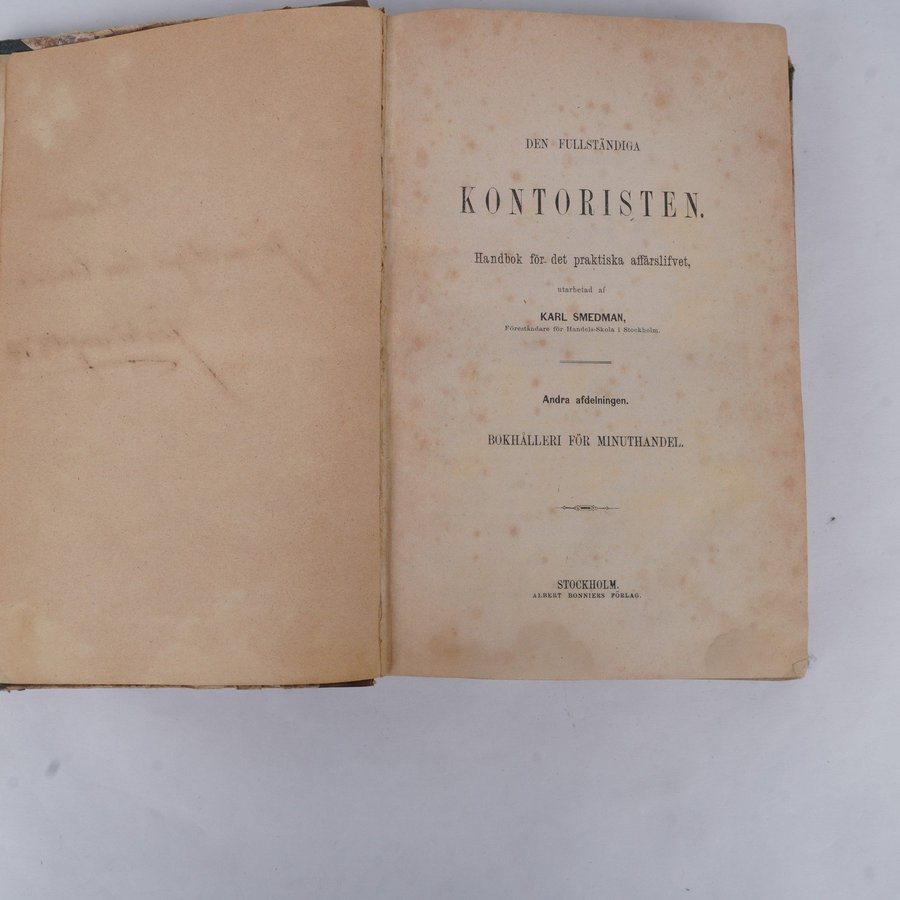 DEN FULLSTÄNDIGA
KONTORISTEN.
Handbok för det praktiska affärslifvet,
utarbetad af
KARL SMEDMAN,
Föreståndare för Handels-Skola i Stockholm.
Andra afdelningen.
BOKHÅLLERI FÖR MINUTHANDEL.
STOCKHOLM.
ALBERT BONNIERS FÖRLAG.